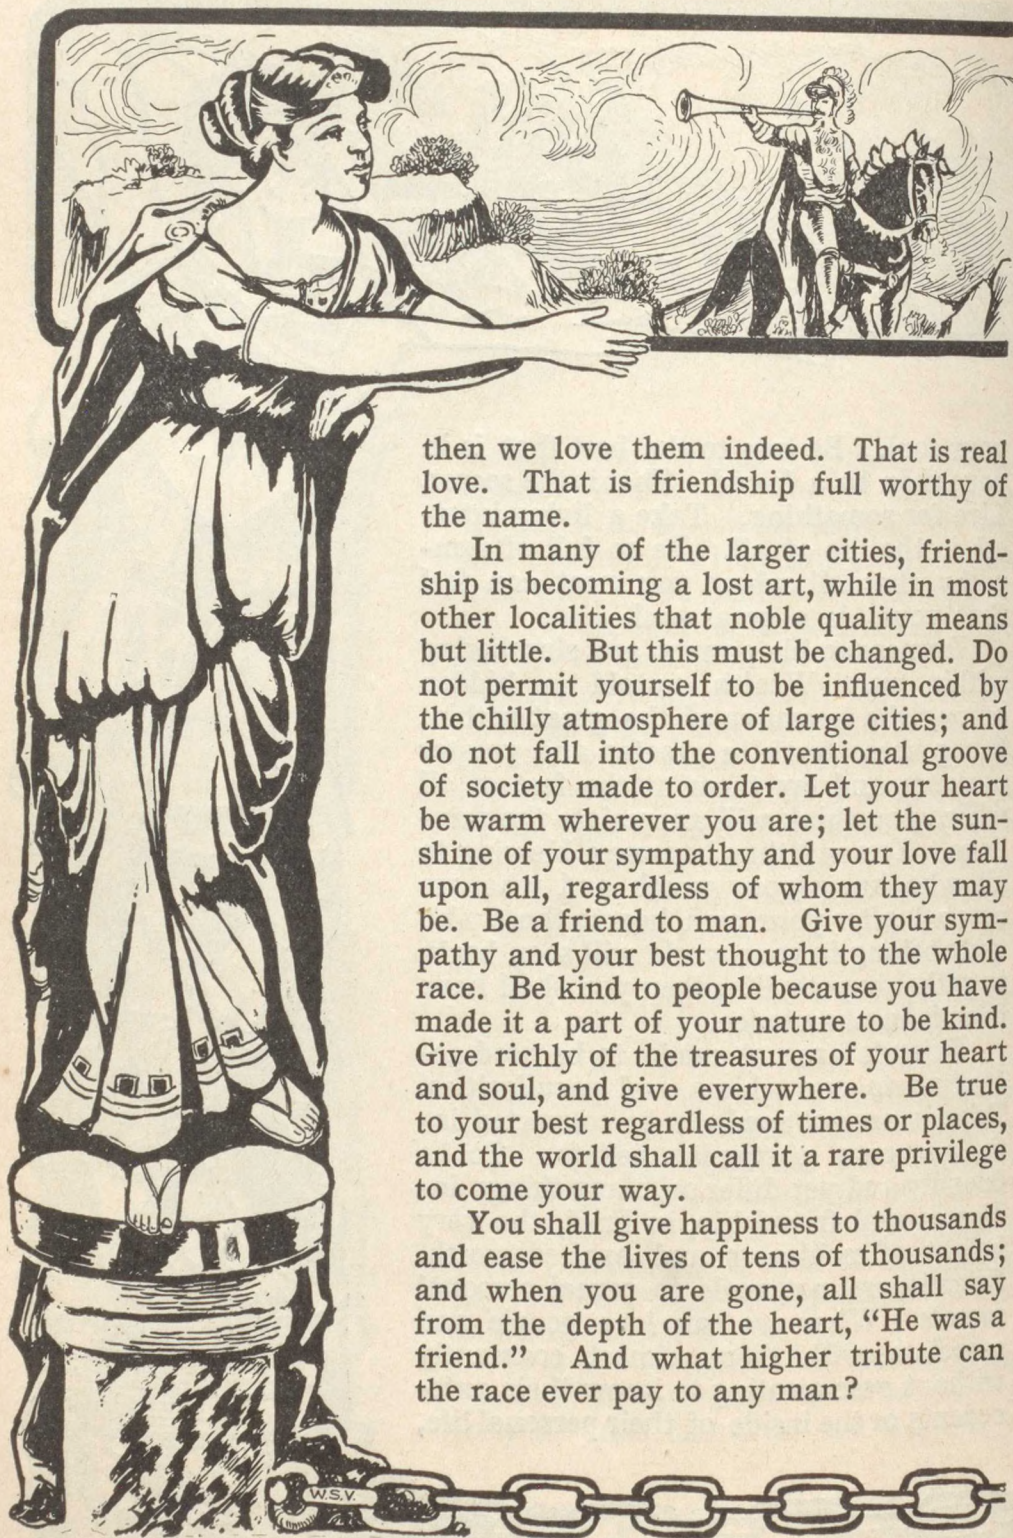 then we love them indeed. That is real
love. That is friendship full worthy of
the name.
In many of the larger cities, friend-
ship is becoming a lost art, while in most
other localities that noble quality means
but little. But this must be changed. Do
not permit yourself to be influenced by
the chilly atmosphere of large cities; and
do not fall into the conventional groove
of society made to order. Let your heart
be warm wherever you are; let the sun-
shine of your sympathy and your love fall
upon all, regardless of whom they may
be. Be a friend to man. Give your sym-
pathy and your best thought to the whole
race. Be kind to people because you have
made it a part of your nature to be kind.
Give richly of the treasures of your heart
and soul, and give everywhere. Be true
to your best regardless of times or places,
and the world shall call it a rare privilege
to come your way.
You shall give happiness to thousands
and ease the lives of tens of thousands;
and when you are gone, all shall say
from the depth of the heart, “He was a
friend.” And what higher tribute can
the race ever pay to any man?
W.S.V.